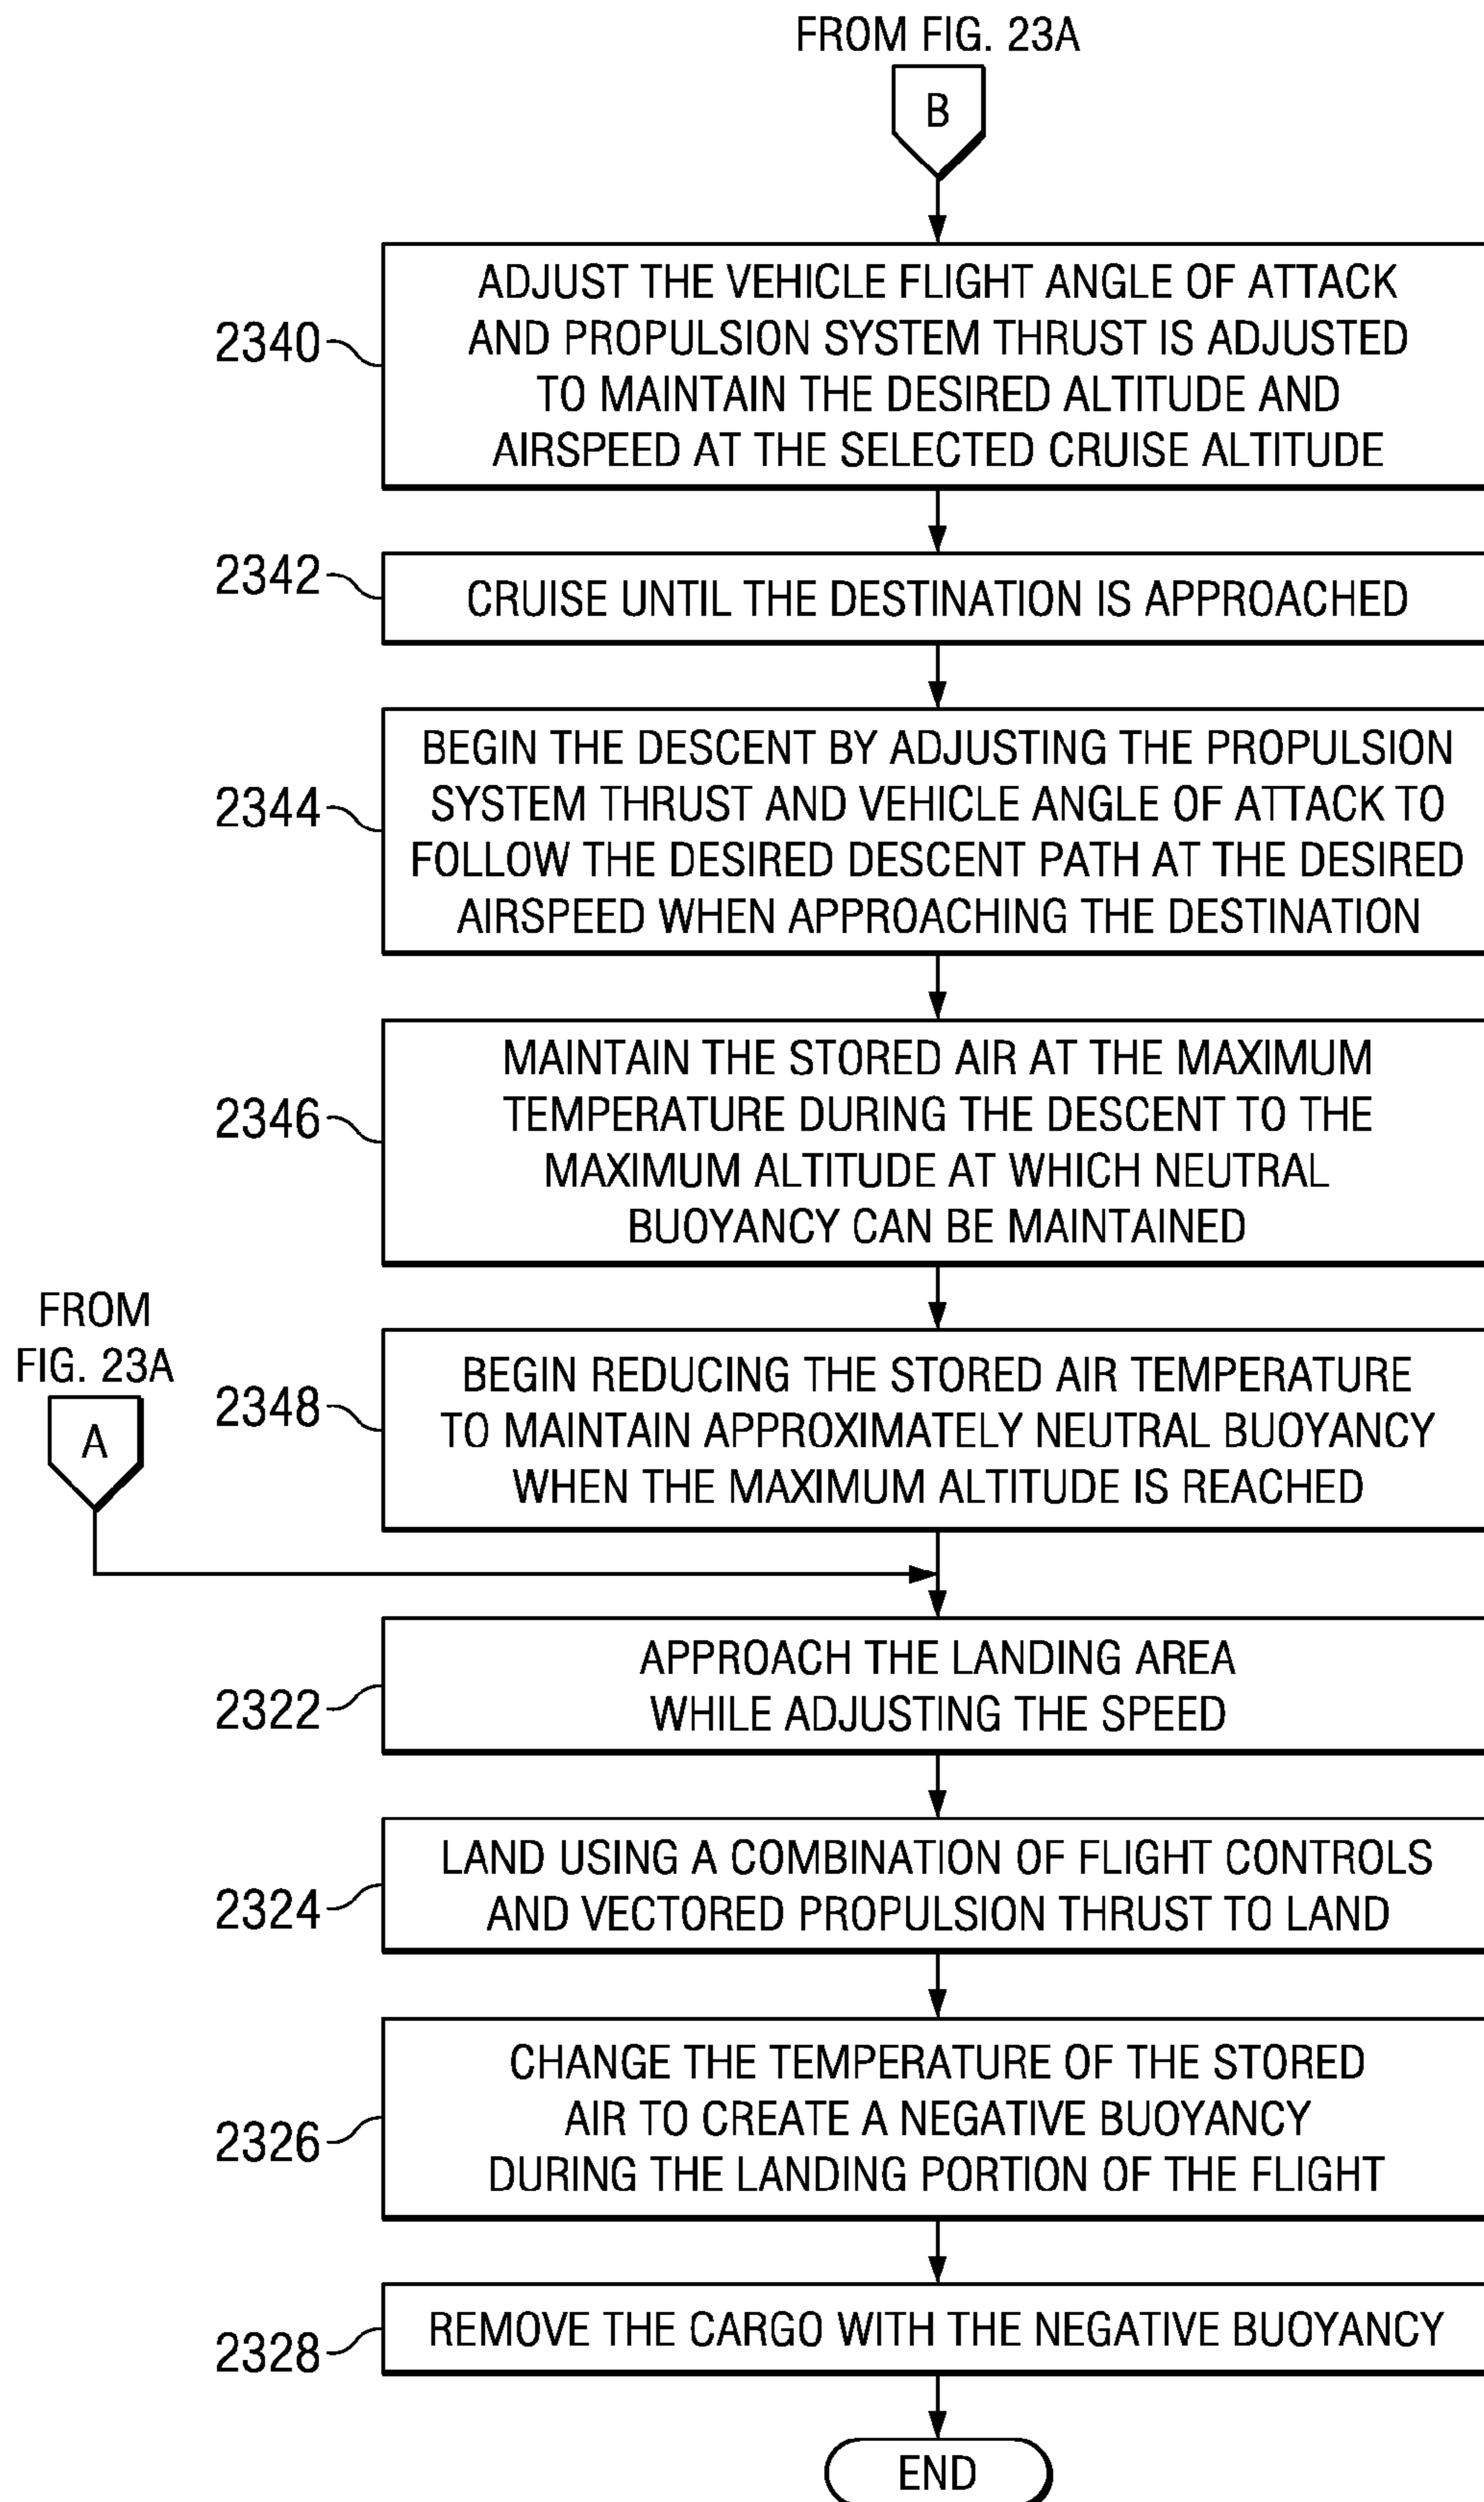 FROM FIG. 23A
B
ADJUST THE VEHICLE FLIGHT ANGLE OF ATTACK
AND PROPULSION SYSTEM THRUST IS ADJUSTED
TO MAINTAIN THE DESIRED ALTITUDE AND
AIRSPEED AT THE SELECTED CRUISE ALTITUDE
2340
2342
CRUISE UNTIL THE DESTINATION IS APPROACHED
BEGIN THE DESCENT BY ADJUSTING THE PROPULSION
SYSTEM THRUST AND VEHICLE ANGLE OF ATTACK TO
FOLLOW THE DESIRED DESCENT PATH AT THE DESIRED
AIRSPEED WHEN APPROACHING THE DESTINATION
2344
MAINTAIN THE STORED AIR AT THE MAXIMUM
TEMPERATURE DURING THE DESCENT TO THE
MAXIMUM ALTITUDE AT WHICH NEUTRAL
BUOYANCY CAN BE MAINTAINED
2346
FROM
FIG. 23A
A
2348
BEGIN REDUCING THE STORED AIR TEMPERATURE
TO MAINTAIN APPROXIMATELY NEUTRAL BUOYANCY
WHEN THE MAXIMUM ALTITUDE IS REACHED
APPROACH THE LANDING AREA
WHILE ADJUSTING THE SPEED
2322
LAND USING A COMBINATION OF FLIGHT CONTROLS
AND VECTORED PROPULSION THRUST TO LAND
2324
CHANGE THE TEMPERATURE OF THE STORED
AIR TO CREATE A NEGATIVE BUOYANCY
DURING THE LANDING PORTION OF THE FLIGHT
2326
REMOVE THE CARGO WITH THE NEGATIVE BUOYANCY
2328
END